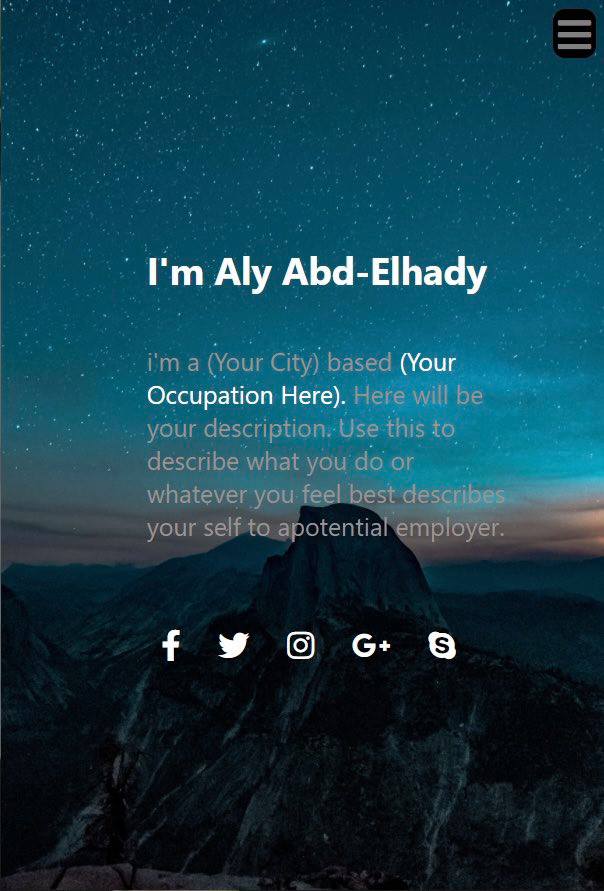 I'm Aly Abd-Elhady
i'm a (Your City) based (Your
Occupation Here). Here will be
your description. Use this to
describe what you do or
whatever you feel best describes
your self to apotential employer.